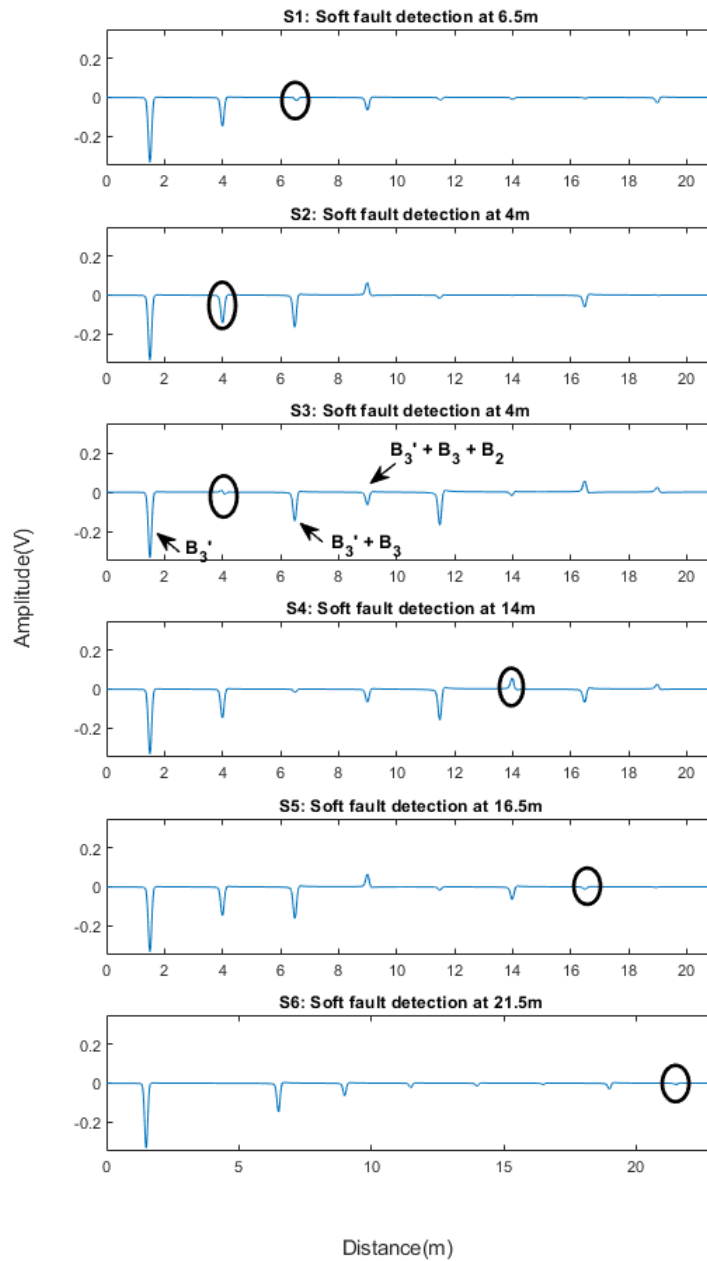 S1: Soft fault detection at 6.5m
0.2
0
-0.2
0 2 4 6 8 10 12 14 16 18 20
S2: Soft fault detection at 4m
0.2
0
-0.2
0 2 4 6 8 10 12 14 16 18 20
S3: Soft fault detection at 4m
0.2
0
-0.2
B3' + B3 + B2
B3' + B3
B3'
0 2 4 6 8 10 12 14 16 18 20
Amplitude(V)
S4: Soft fault detection at 14m
0.2
0
-0.2
0 2 4 6 8 10 12 14 16 18 20
S5: Soft fault detection at 16.5m
0.2
0
-0.2
0 2 4 6 8 10 12 14 16 18 20
S6: Soft fault detection at 21.5m
0.2
0
-0.2
0 5 10 15 20
Distance(m)